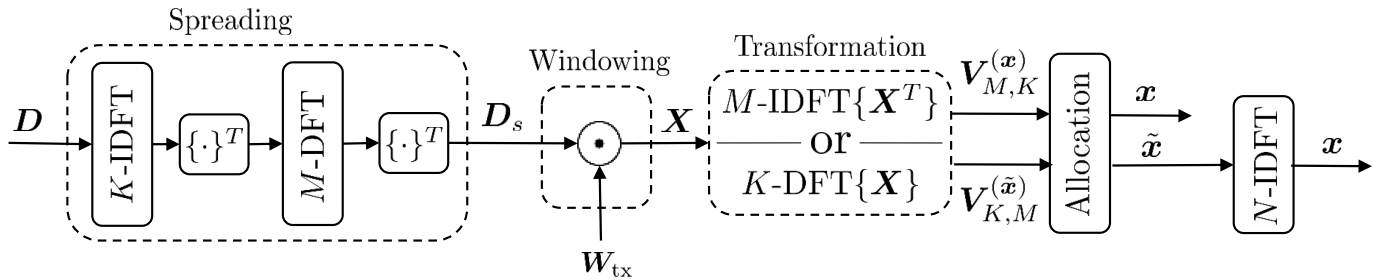 Spreading
Windowing
Transformation
D
K-IDFT
{·}^T
M-DFT
{·}^T
D_s
W_tx
X
M-IDFT{X^T}
or
K-DFT{X}
V_{M,K}^{(x)}
V_{K,M}^{(x̃)}
Allocation
x
x̃
N-IDFT
x